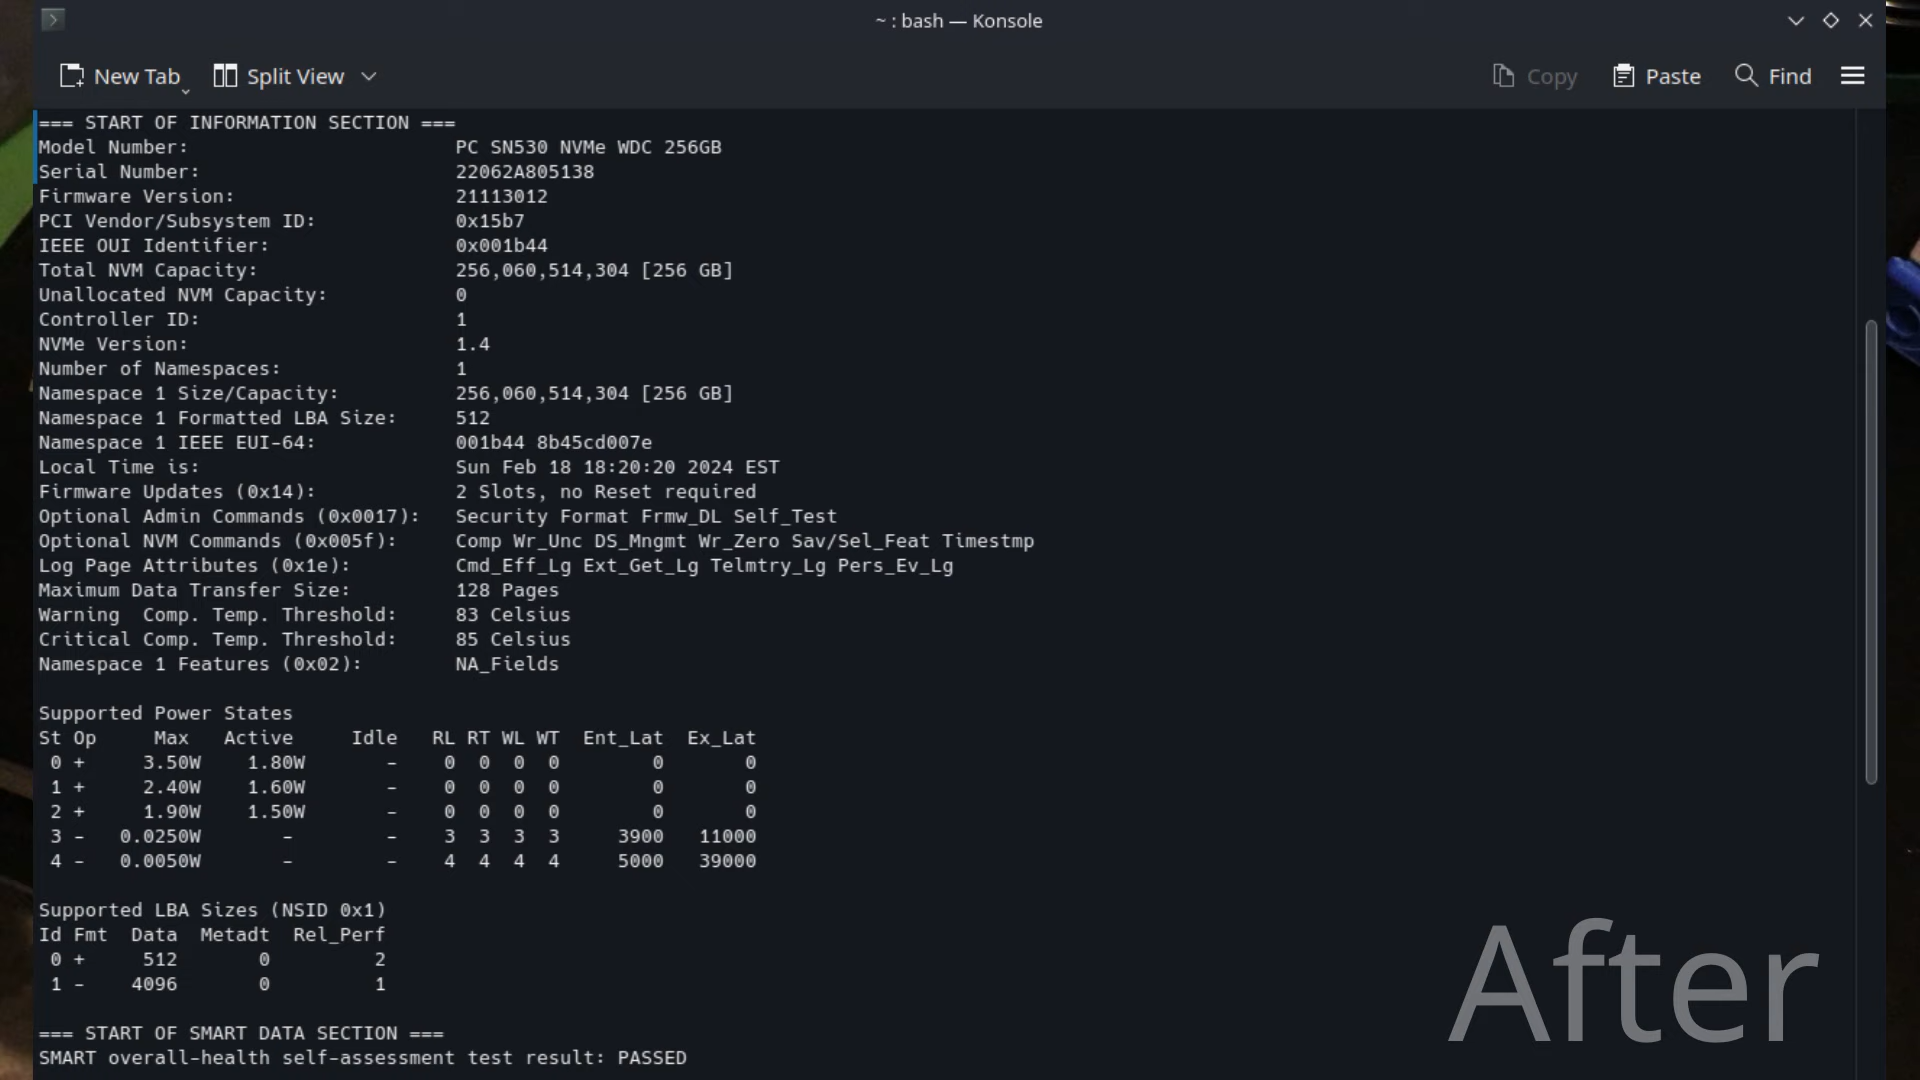 ~ : bash — Konsole
New Tab Split View Copy Paste Find
=== START OF INFORMATION SECTION ===
Model Number: PC SN530 NVMe WDC 256GB
Serial Number: 22062A805138
Firmware Version: 21113012
PCI Vendor/Subsystem ID: 0x15b7
IEEE OUI Identifier: 0x001b44
Total NVM Capacity: 256,060,514,304 [256 GB]
Unallocated NVM Capacity: 0
Controller ID: 1
NVMe Version: 1.4
Number of Namespaces: 1
Namespace 1 Size/Capacity: 256,060,514,304 [256 GB]
Namespace 1 Formatted LBA Size: 512
Namespace 1 IEEE EUI-64: 001b44 8b45cd007e
Local Time is: Sun Feb 18 18:20:20 2024 EST
Firmware Updates (0x14): 2 Slots, no Reset required
Optional Admin Commands (0x0017): Security Format Frmw_DL Self_Test
Optional NVM Commands (0x005f): Comp Wr_Unc DS_Mngmt Wr_Zero Sav/Sel_Feat Timestmp
Log Page Attributes (0x1e): Cmd_Eff_Lg Ext_Get_Lg Telmtry_Lg Pers_Ev_Lg
Maximum Data Transfer Size: 128 Pages
Warning Comp. Temp. Threshold: 83 Celsius
Critical Comp. Temp. Threshold: 85 Celsius
Namespace 1 Features (0x02): NA_Fields
Supported Power States
St Op Max Active Idle RL RT WL WT Ent_Lat Ex_Lat
0 + 3.50W 1.80W - 0 0 0 0 0 0
1 + 2.40W 1.60W - 0 0 0 0 0 0
2 + 1.90W 1.50W - 0 0 0 0 0 0
3 - 0.0250W - - 3 3 3 3 3900 11000
4 - 0.0050W - - 4 4 4 4 5000 39000
Supported LBA Sizes (NSID 0x1)
Id Fmt Data Metadt Rel_Perf
0 + 512 0 2
1 - 4096 0 1
=== START OF SMART DATA SECTION ===
SMART overall-health self-assessment test result: PASSED
After